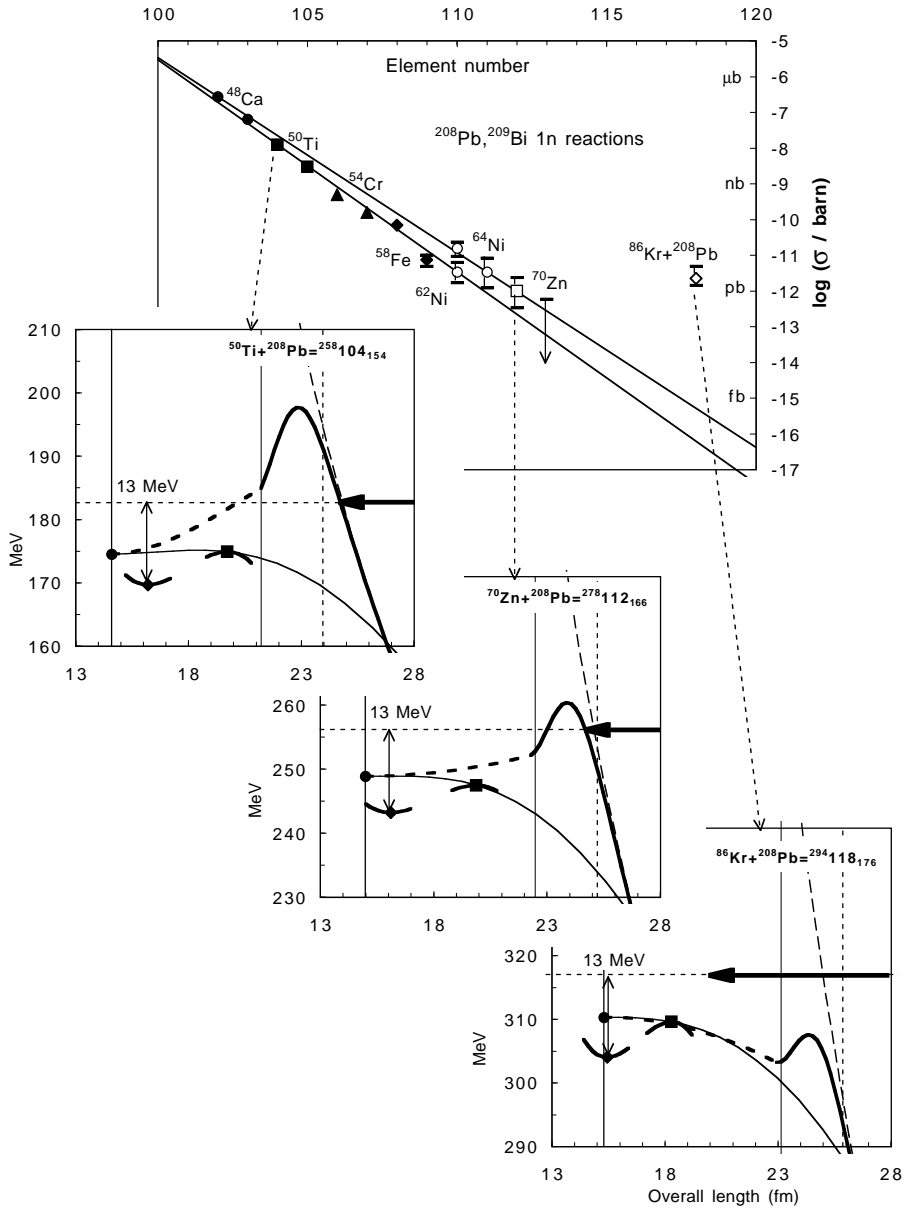 100 105 110 115 120
Element number
-5
-6
-7
-8
-9
-10
-11
-12
-13
-14
-15
-16
-17
log (σ / barn)
μb
nb
pb
fb
⁴⁸Ca
⁵⁰Ti
²⁰⁸Pb,²⁰⁹Bi 1n reactions
⁵⁴Cr
⁶⁴Ni
⁸⁶Kr+²⁰⁸Pb
⁵⁸Fe
⁷⁰Zn
⁶²Ni
⁵⁰Ti+²⁰⁸Pb=²⁵⁸104₁₅₄
210
200
190
180
170
160
MeV
13 MeV
13 18 23 28
⁷⁰Zn+²⁰⁸Pb=²⁷⁸112₁₆₆
260
250
240
230
MeV
13 MeV
13 18 23 28
⁸⁶Kr+²⁰⁸Pb=²⁹⁴118₁₇₆
320
310
300
290
MeV
13 MeV
13 18 23 28
Overall length (fm)